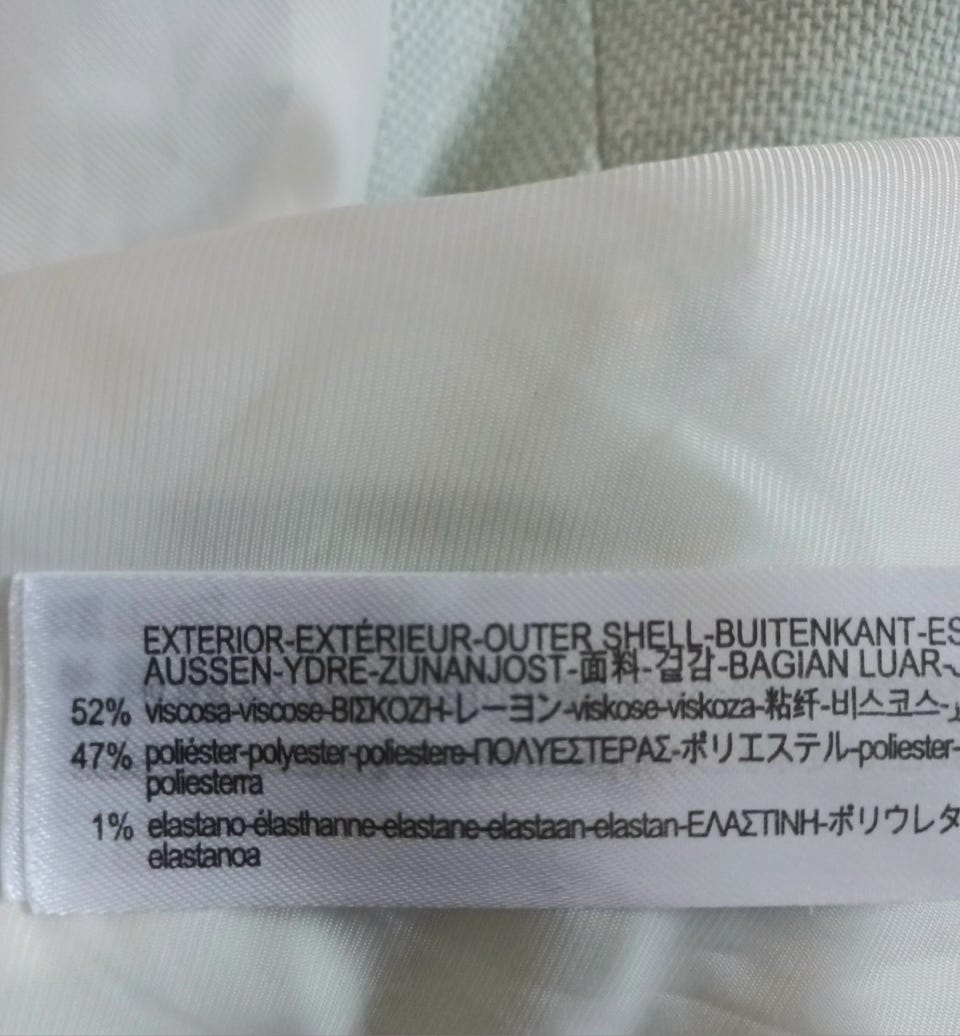 EXTERIOR-EXTÉRIEUR-OUTER SHELL-BUITENKANT-ES
AUSSEN-YDRE-ZUNANJOST-面料-겉감-BAGIAN LUAR-
52% viscosa-viscose-ΒΙΣΚΟΖΗ-レーヨン-viskose-viskoza-粘纤-비스코스-
47% poliéster-polyester-poliestere-ΠΟΛΥΕΣΤΕΡΑΣ-ポリエステル-poliester-
poliesterra
1% elastano-élasthanne-elastane-elastaan-elastan-ΕΛΑΣΤΙΝΗ-ポリウレタ
elastanoa